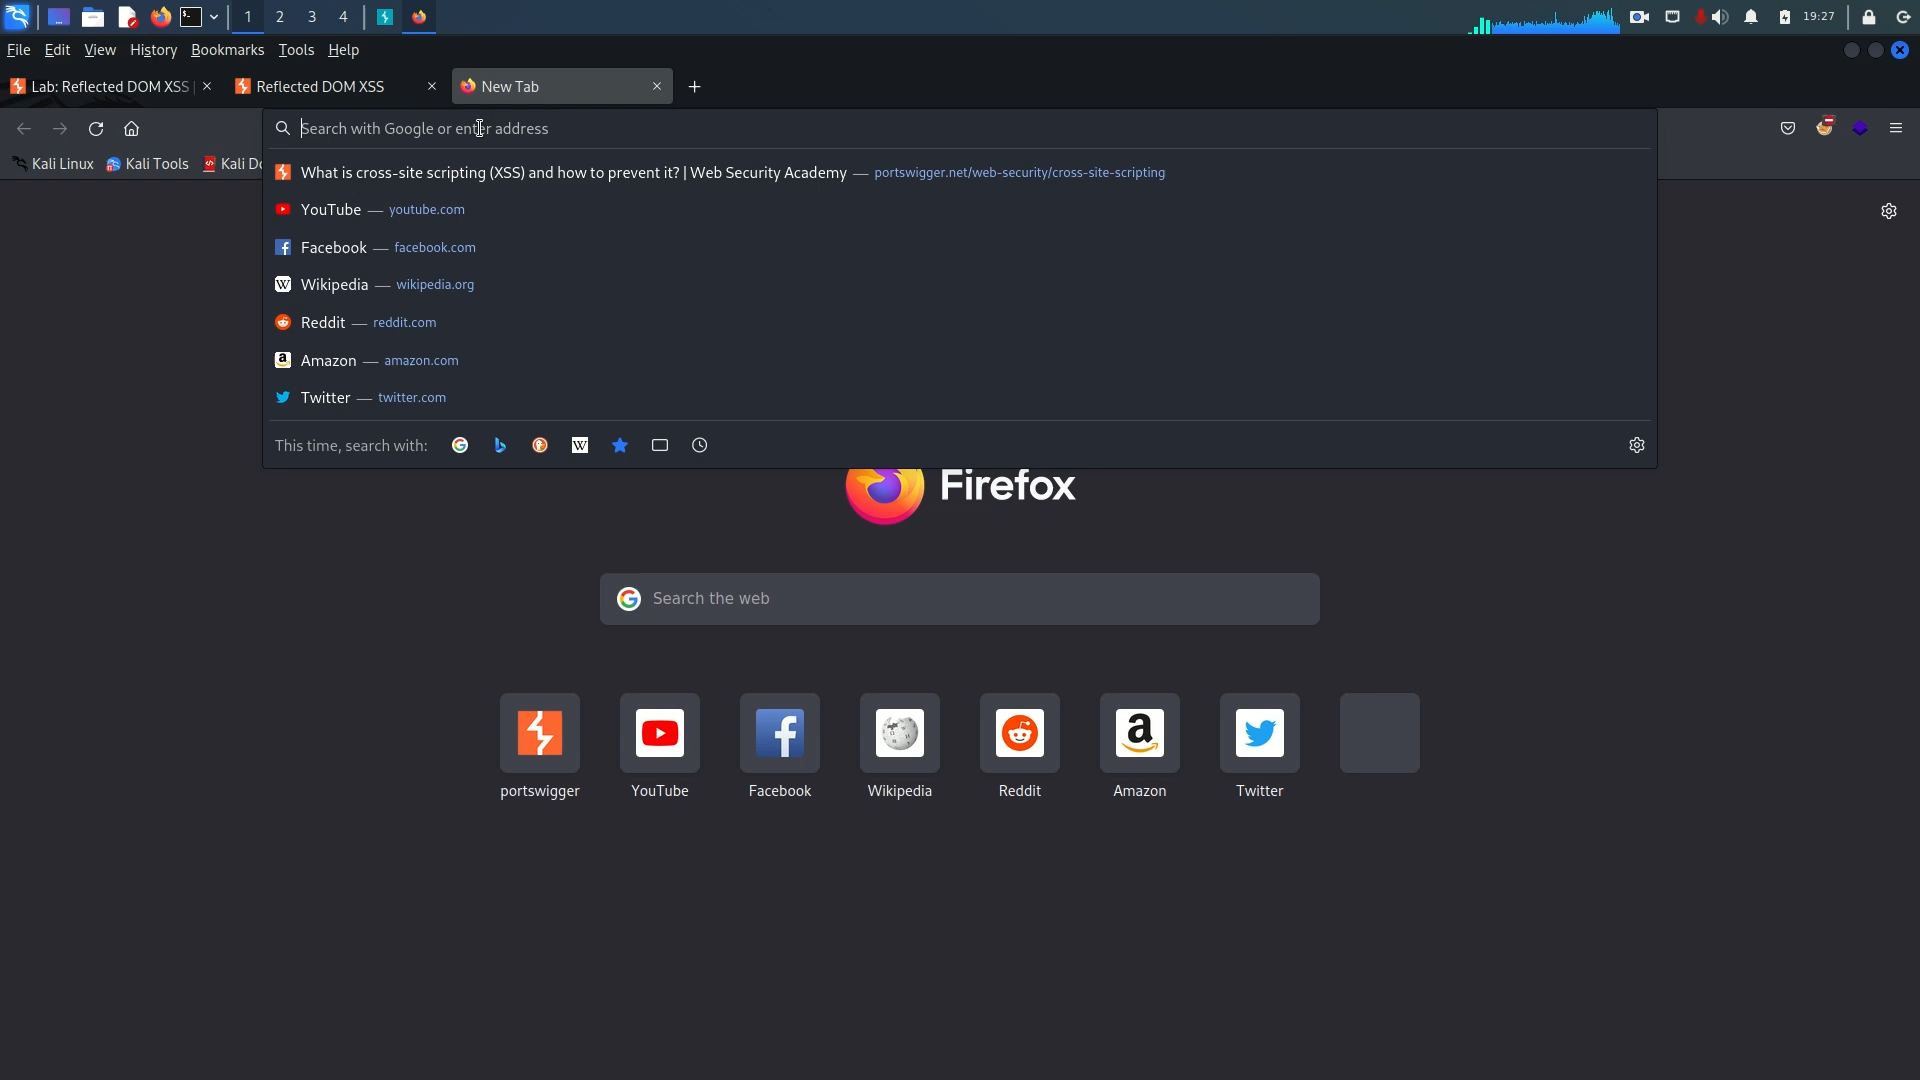 1 2 3 4 19:27
File Edit View History Bookmarks Tools Help
Lab: Reflected DOM XSS Reflected DOM XSS New Tab
Search with Google or enter address
Kali Linux Kali Tools Kali Do
What is cross-site scripting (XSS) and how to prevent it? | Web Security Academy — portswigger.net/web-security/cross-site-scripting
YouTube — youtube.com
Facebook — facebook.com
Wikipedia — wikipedia.org
Reddit — reddit.com
Amazon — amazon.com
Twitter — twitter.com
This time, search with:
Firefox
Search the web
portswigger YouTube Facebook Wikipedia Reddit Amazon Twitter